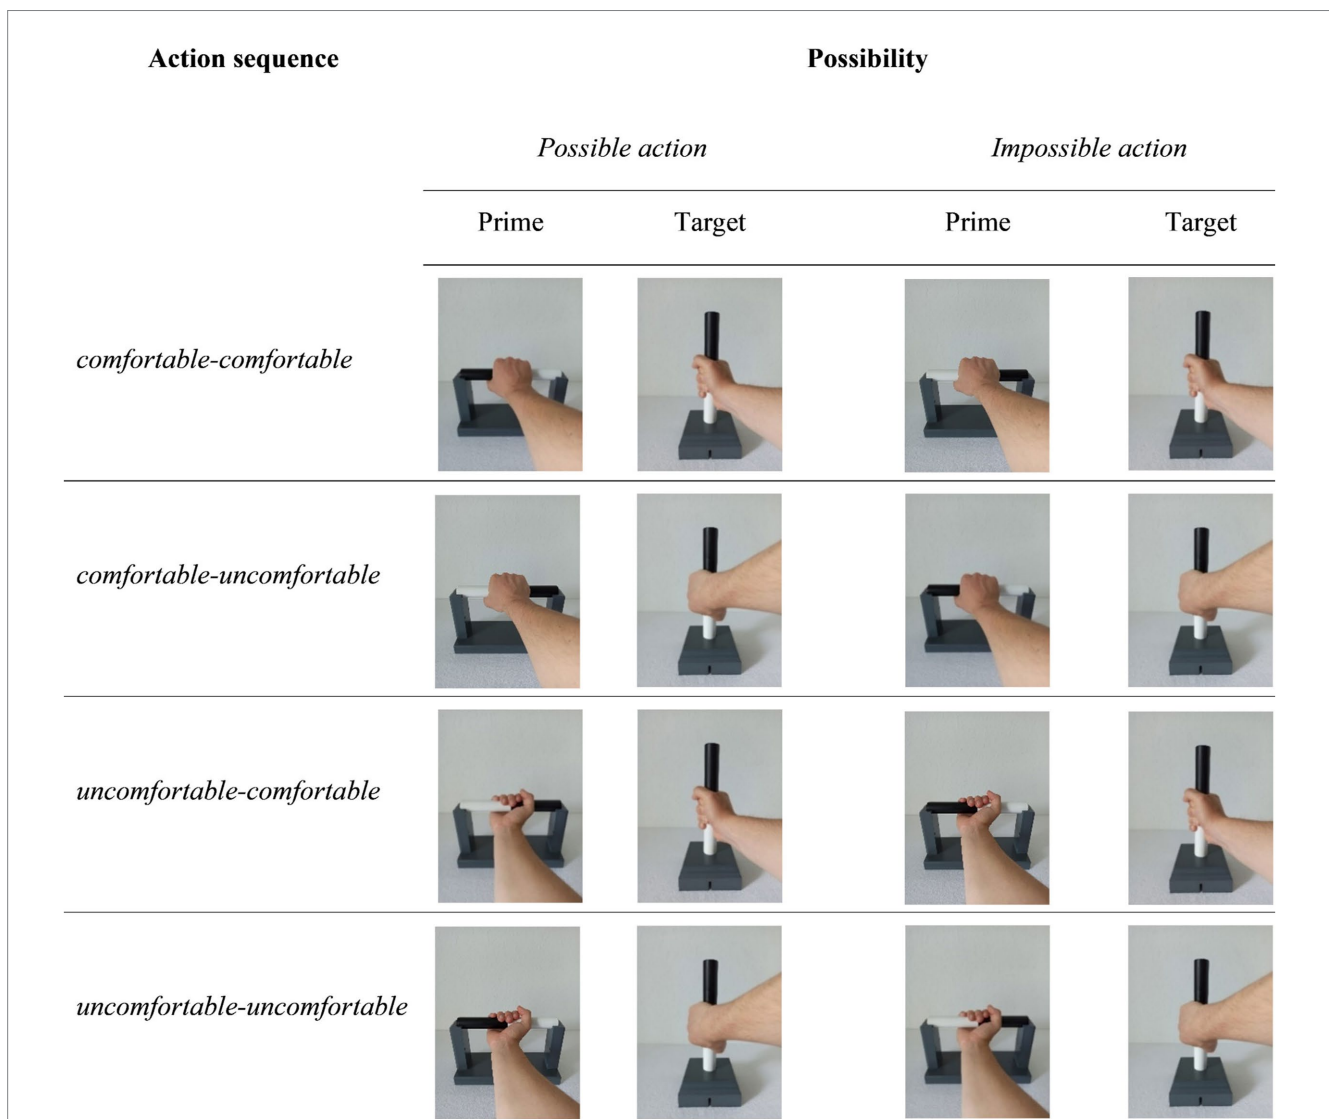 Action sequence Possibility
Possible action Impossible action
Prime Target Prime Target
comfortable-comfortable
comfortable-uncomfortable
uncomfortable-comfortable
uncomfortable-uncomfortable